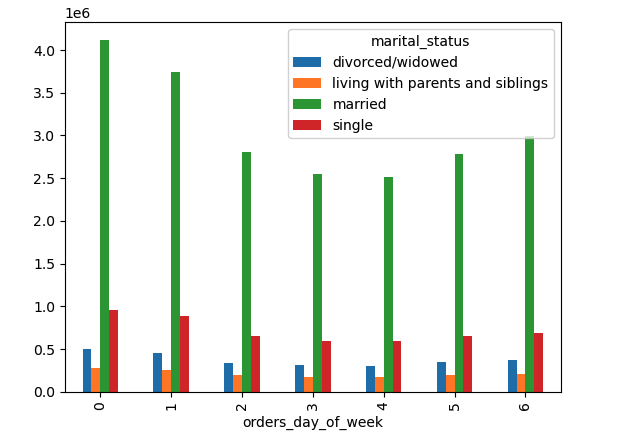 1e6
4.0
3.5
3.0
2.5
2.0
1.5
1.0
0.5
0.0
marital_status
divorced/widowed
living with parents and siblings
married
single
0 1 2 3 4 5 6
orders_day_of_week